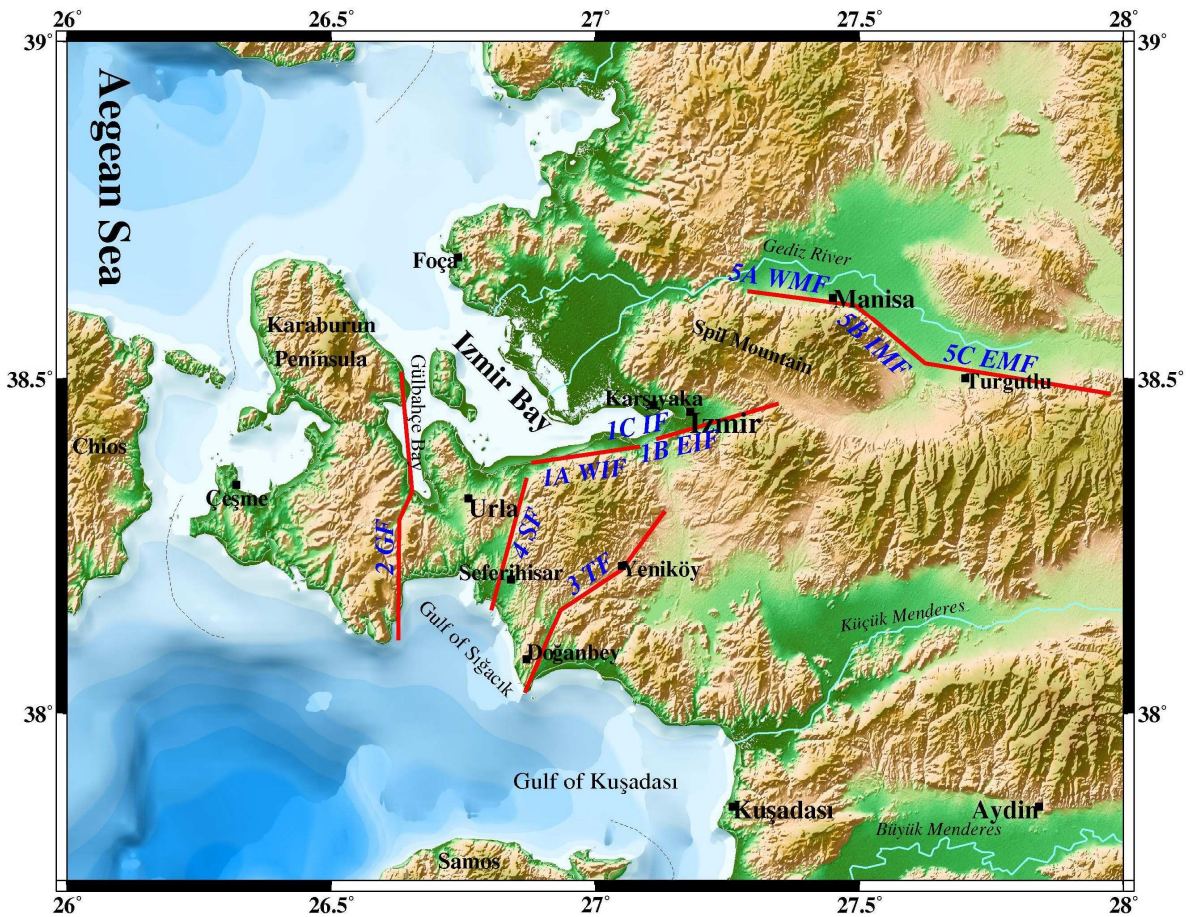 26°
26.5°
27°
27.5°
28°
39°
39°
Aegean Sea
Gediz River
Foça
5A WMF
Manisa
Karaburun
Peninsula
Izmir Bay
Spil Mountain
5B IMF
5C EMF
Gülbahçe Bay
38.5°
38.5°
Turgutlu
Karsıyaka
Izmir
1C IF
1B EIF
Chios
1A WIF
Çeşme
Urla
4 SF
2 GF
Seferihisar
3 TF
Yeniköy
Küçük Menderes
Gulf of Sığacık
Doğanbey
38°
38°
Gulf of Kuşadası
Kuşadası
Aydin
Büyük Menderes
Samos
26°
26.5°
27°
27.5°
28°